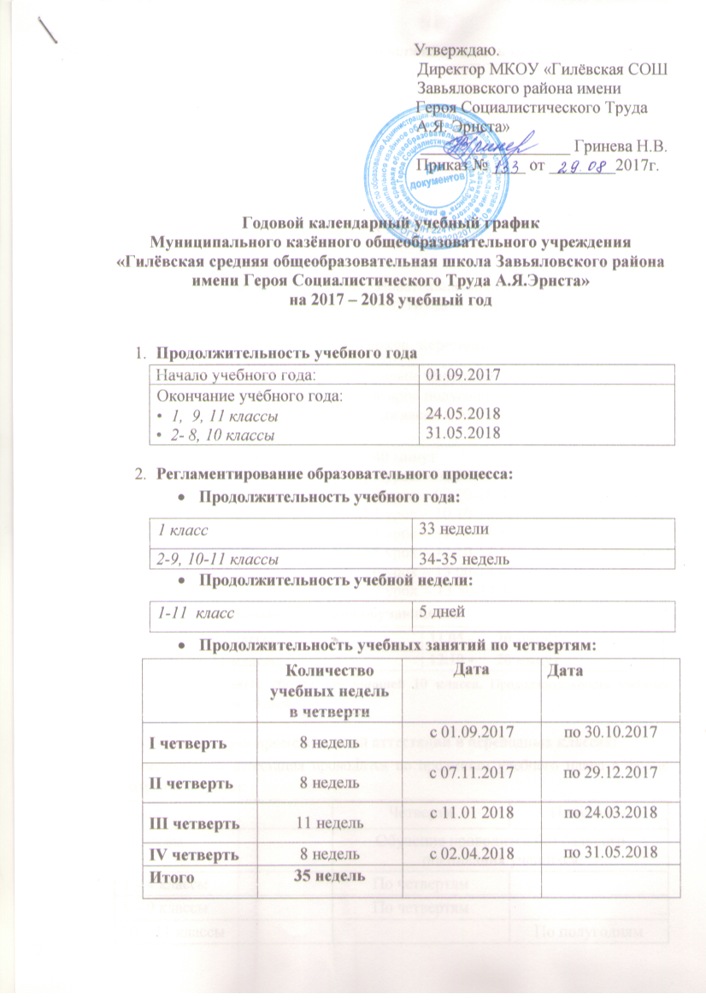 Утверждаю.
Директор МКОУ «Гилёвская СОШ
Завьяловского района имени
Героя Социалистического Труда
А.Я. Эрнста»
Гринева Н.В.
Приказ № 133 от 29.08 2017г.
документов
Годовой календарный учебный график
Муниципального казённого общеобразовательного учреждения
«Гилёвская средняя общеобразовательная школа Завьяловского района
имени Героя Социалистического Труда А.Я.Эрнста»
на 2017 – 2018 учебный год
1. Продолжительность учебного года
Начало учебного года: 01.09.2017
Окончание учебного года:
• 1, 9, 11 классы 24.05.2018
• 2- 8, 10 классы 31.05.2018
2. Регламентирование образовательного процесса:
• Продолжительность учебного года:
1 класс 33 недели
2-9, 10-11 классы 34-35 недель
• Продолжительность учебной недели:
1-11 класс 5 дней
• Продолжительность учебных занятий по четвертям:
Количество учебных недель в четверти Дата Дата
I четверть 8 недель с 01.09.2017 по 30.10.2017
II четверть 8 недель с 07.11.2017 по 29.12.2017
III четверть 11 недель с 11.01 2018 по 24.03.2018
IV четверть 8 недель с 02.04.2018 по 31.05.2018
Итого 35 недель